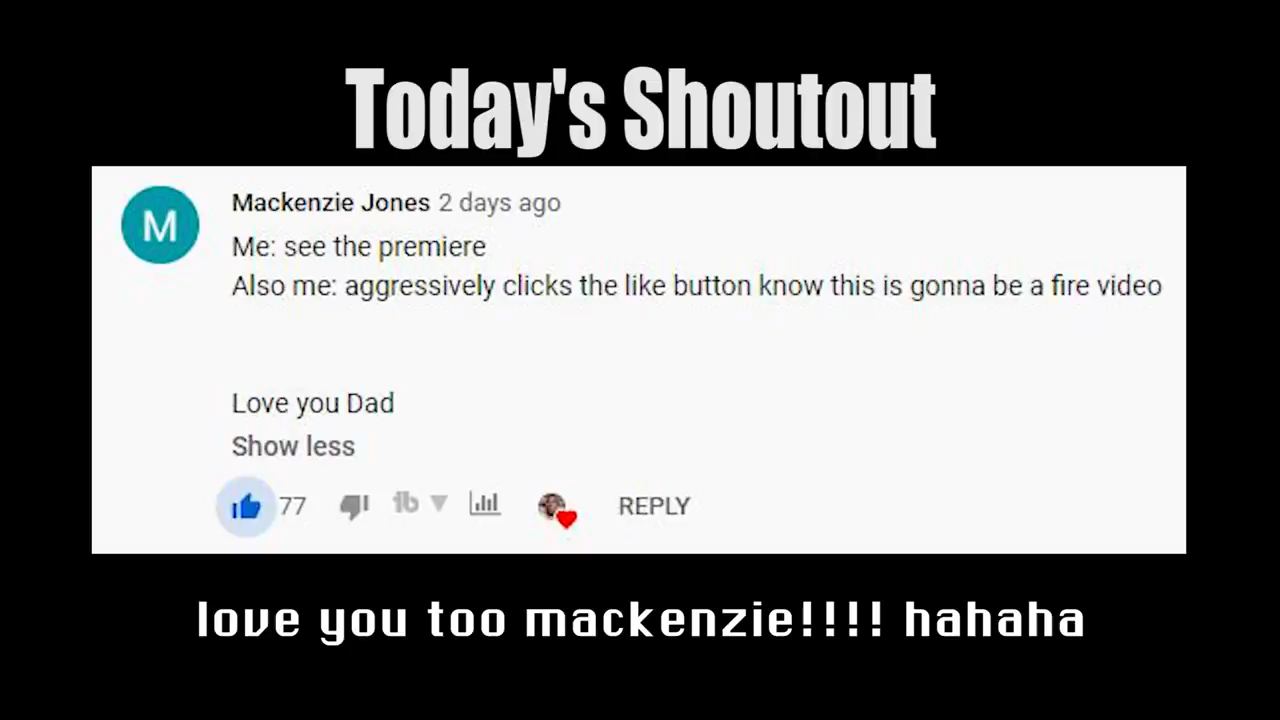 Today's Shoutout
M
Mackenzie Jones 2 days ago
Me: see the premiere
Also me: aggressively clicks the like button know this is gonna be a fire video
Love you Dad
Show less
77 tb REPLY
love you too mackenzie!!!! hahaha